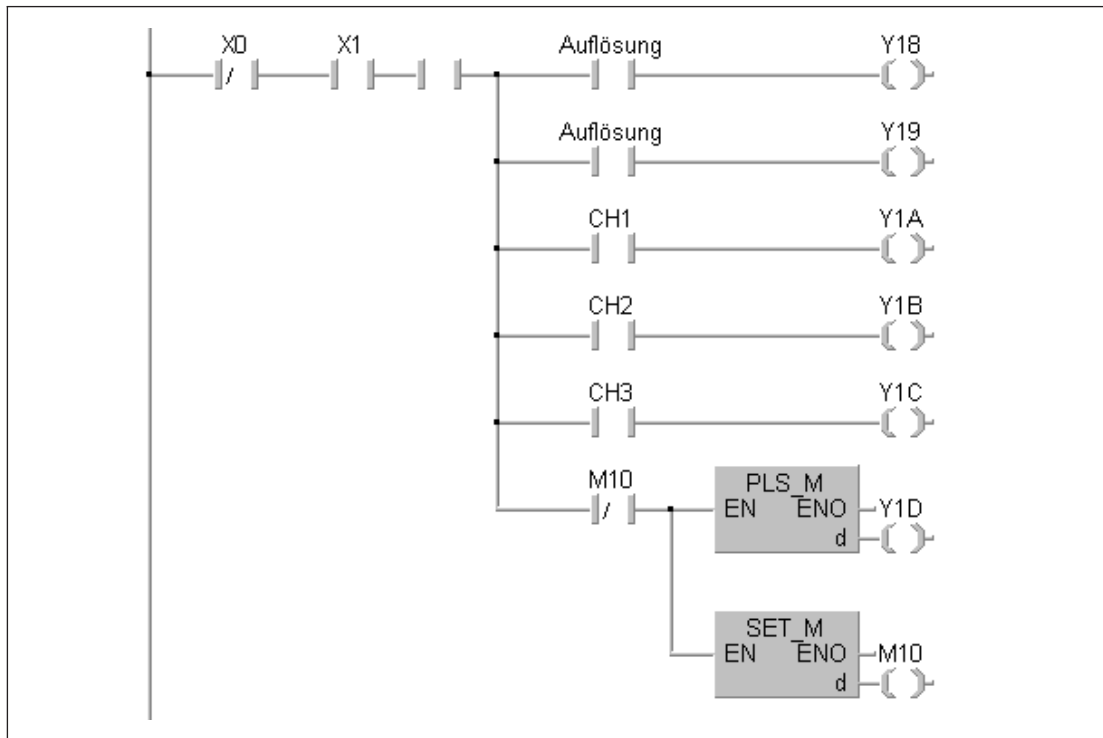 X0 X1 Auflösung Y18
/
Auflösung Y19
CH1 Y1A
CH2 Y1B
CH3 Y1C
M10 PLS_M
/ EN ENO Y1D
d
SET_M
EN ENO M10
d